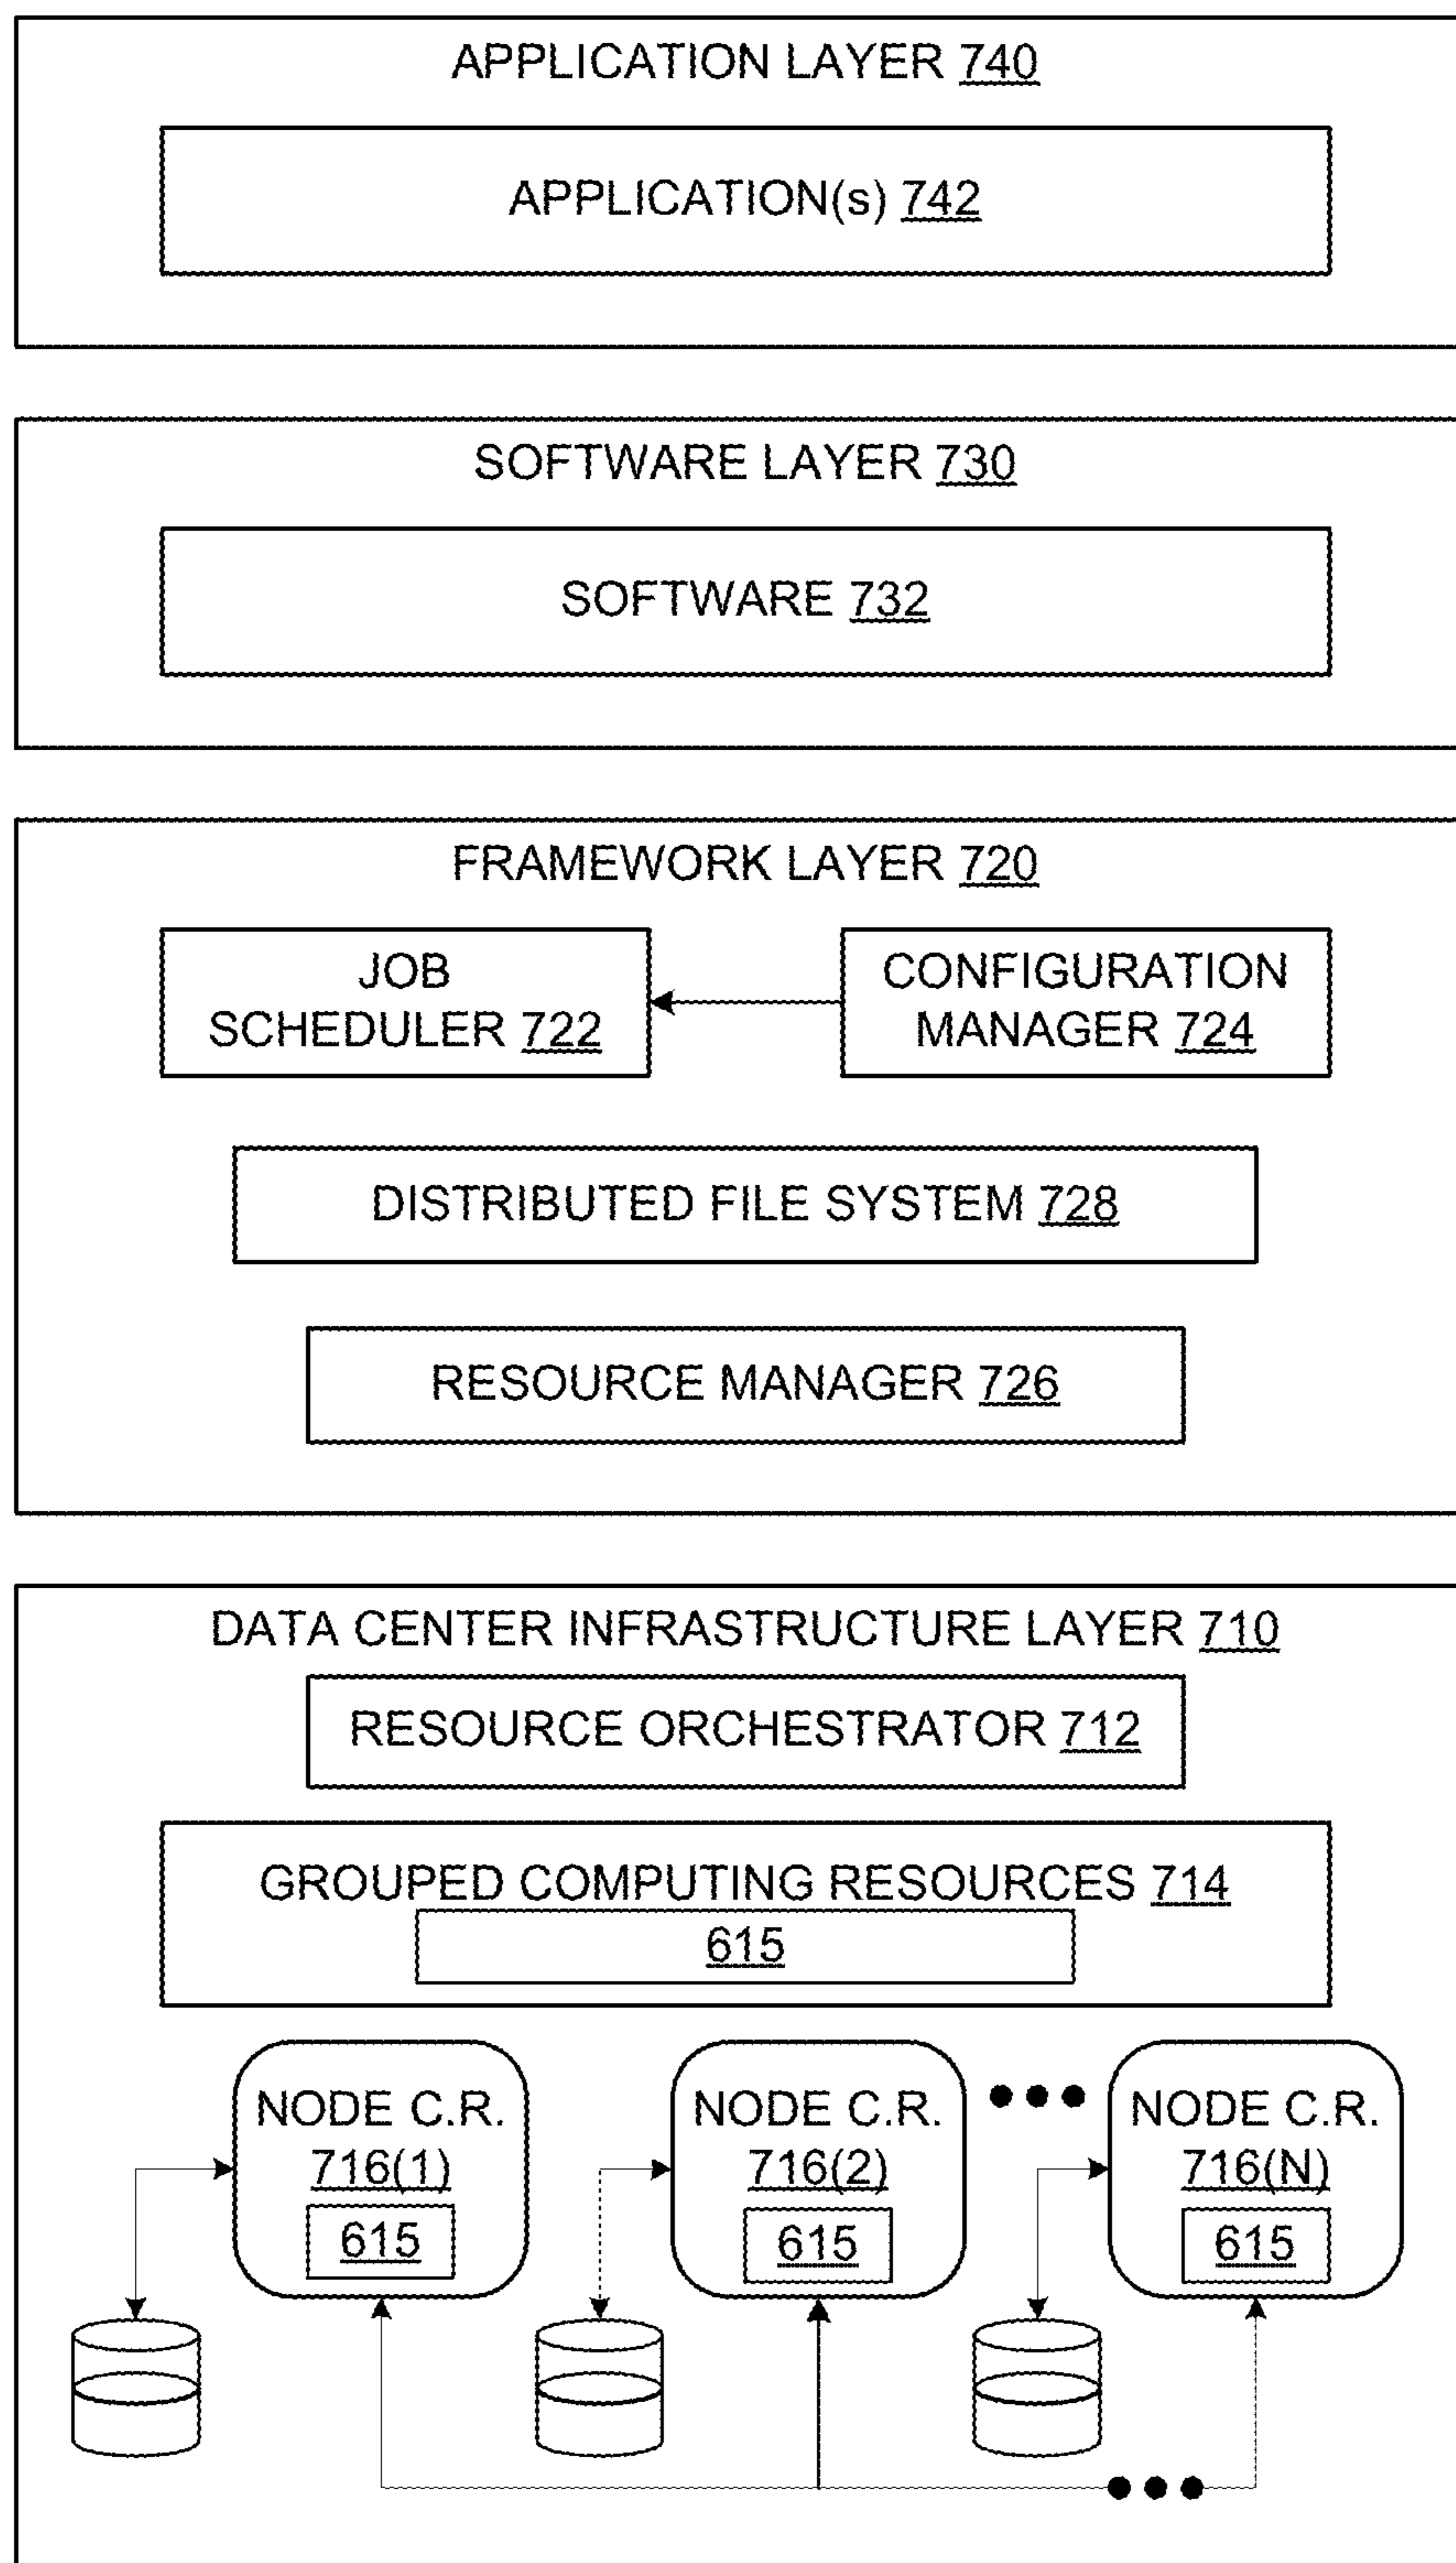 APPLICATION LAYER 740
APPLICATION(s) 742
SOFTWARE LAYER 730
SOFTWARE 732
FRAMEWORK LAYER 720
JOB
SCHEDULER 722
CONFIGURATION
MANAGER 724
DISTRIBUTED FILE SYSTEM 728
RESOURCE MANAGER 726
DATA CENTER INFRASTRUCTURE LAYER 710
RESOURCE ORCHESTRATOR 712
GROUPED COMPUTING RESOURCES 714
615
NODE C.R.
716(1)
615
NODE C.R.
716(2)
615
NODE C.R.
716(N)
615